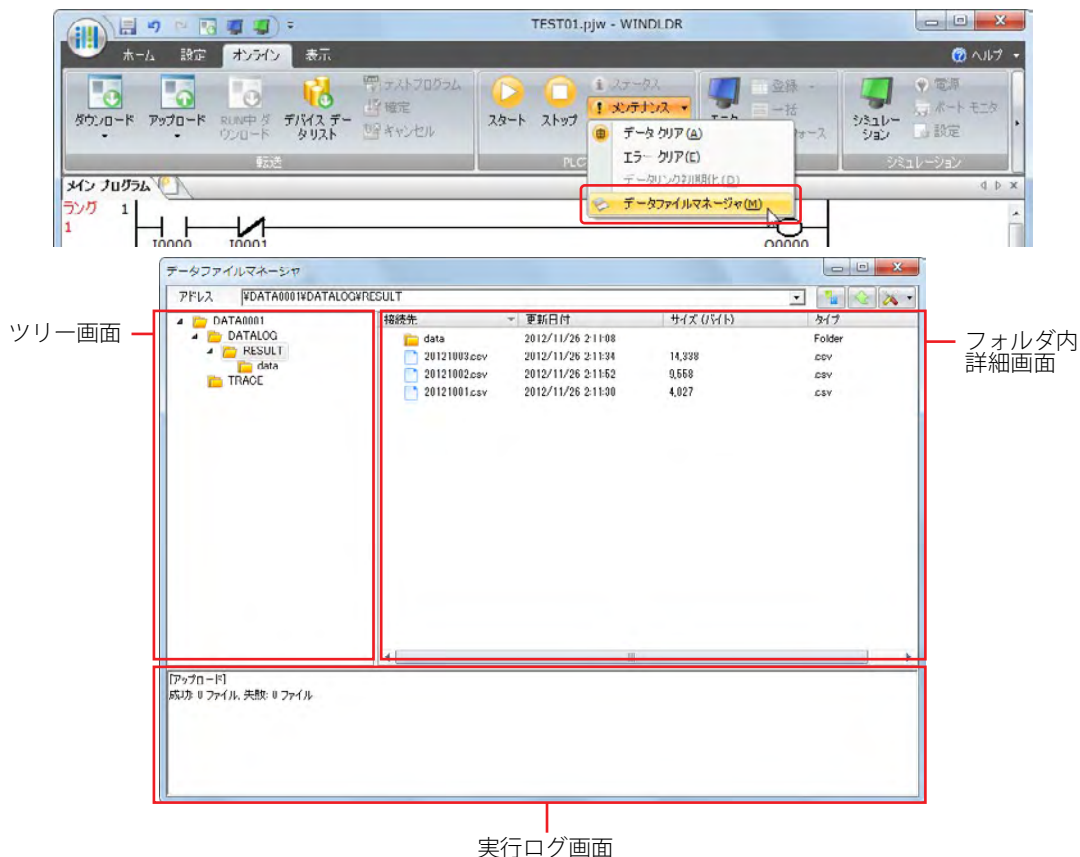 TEST01.pjw - WINDLDR
ホーム 設定 オンライン 表示 ヘルプ
ダウンロード アップロード RUN中 ダウンロード デバイス データ リスト
テストプログラム
確定
キャンセル
転送
スタート ストップ
ステータス
メンテナンス
データ クリア(A)
エラー クリア(E)
データリンク初期化(D)
データファイルマネージャ(M)
PLC
登録
一括
シミュレーション
電源
ポート モニタ
設定
シミュレーション
メイン プログラム
ラング 1
1
I0000 I0001 Q0000
データファイルマネージャ
アドレス ¥DATA0001¥DATALOG¥RESULT
ツリー画面
DATA0001
DATALOG
RESULT
data
TRACE
接続先 更新日付 サイズ (バイト) タイプ
data 2012/11/26 2:11:08 Folder
20121003.csv 2012/11/26 2:11:34 14,338 .csv
20121002.csv 2012/11/26 2:11:52 9,558 .csv
20121001.csv 2012/11/26 2:11:30 4,027 .csv
フォルダ内
詳細画面
[アップロード]
成功: 0 ファイル, 失敗: 0 ファイル
実行ログ画面